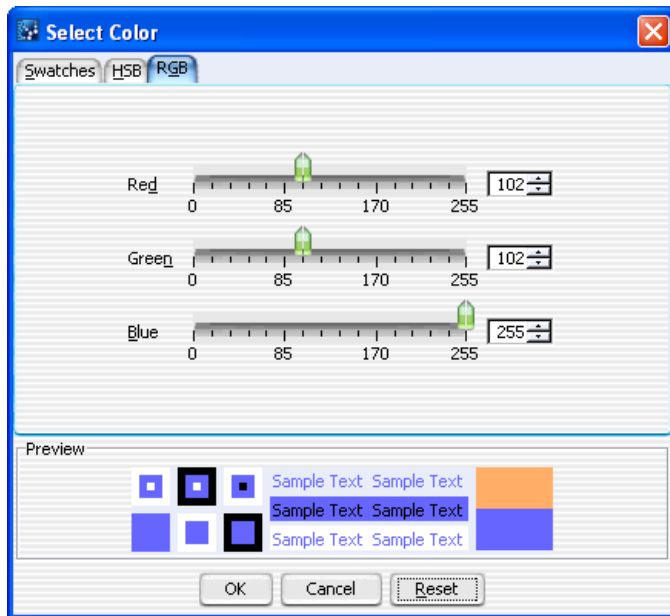 Select Color
Swatches HSB RGB
Red 102
0 85 170 255
Green 102
0 85 170 255
Blue 255
0 85 170 255
Preview
Sample Text Sample Text
Sample Text Sample Text
Sample Text Sample Text
OK Cancel Reset